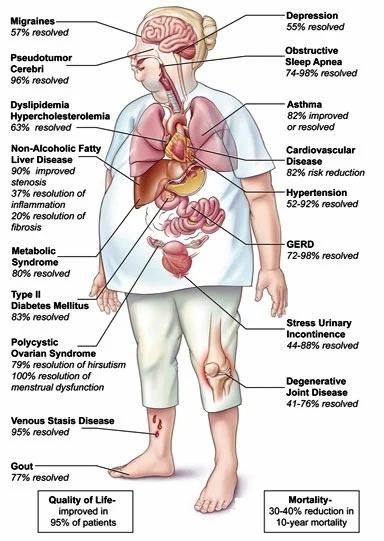 Migraines
57% resolved
Pseudotumor
Cerebri
96% resolved
Dyslipidemia
Hypercholesterolemia
63% resolved
Non-Alcoholic Fatty
Liver Disease
90% improved
stenosis
37% resolution of
inflammation
20% resolution of
fibrosis
Metabolic
Syndrome
80% resolved
Type II
Diabetes Mellitus
83% resolved
Polycystic
Ovarian Syndrome
79% resolution of hirsutism
100% resolution of
menstrual dysfunction
Venous Stasis Disease
95% resolved
Gout
77% resolved
Quality of Life-
improved in
95% of patients
Depression
55% resolved
Obstructive
Sleep Apnea
74-98% resolved
Asthma
82% improved
or resolved
Cardiovascular
Disease
82% risk reduction
Hypertension
52-92% resolved
GERD
72-98% resolved
Stress Urinary
Incontinence
44-88% resolved
Degenerative
Joint Disease
41-76% resolved
Mortality-
30-40% reduction in
10-year mortality